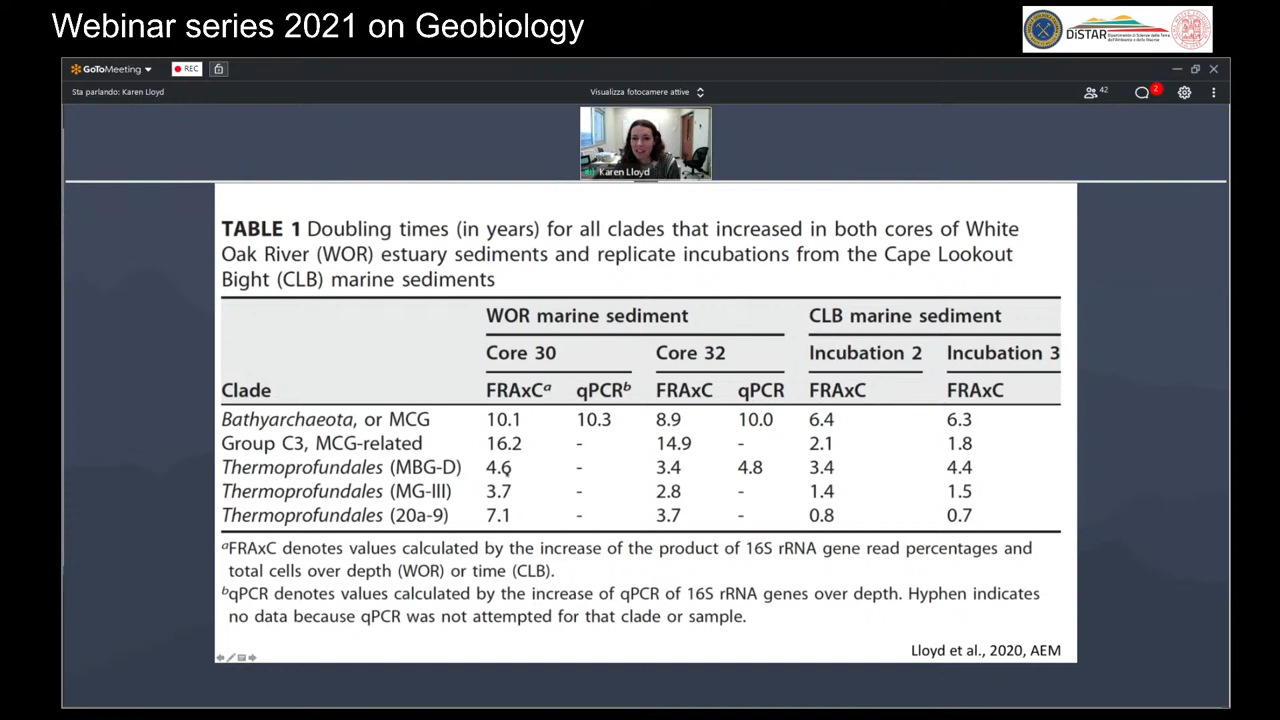 Webinar series 2021 on Geobiology
DiSTAR
GoToMeeting
REC
Sta parlando: Karen Lloyd
Visualizza fotocamere attive
42
2
Karen Lloyd
TABLE 1 Doubling times (in years) for all clades that increased in both cores of White
Oak River (WOR) estuary sediments and replicate incubations from the Cape Lookout
Bight (CLB) marine sediments
WOR marine sediment CLB marine sediment
Core 30 Core 32 Incubation 2 Incubation 3
Clade FRAxCᵃ qPCRᵇ FRAxC qPCR FRAxC FRAxC
Bathyarchaeota, or MCG 10.1 10.3 8.9 10.0 6.4 6.3
Group C3, MCG-related 16.2 - 14.9 - 2.1 1.8
Thermoprofundales (MBG-D) 4.6 - 3.4 4.8 3.4 4.4
Thermoprofundales (MG-III) 3.7 - 2.8 - 1.4 1.5
Thermoprofundales (20a-9) 7.1 - 3.7 - 0.8 0.7
ᵃFRAxC denotes values calculated by the increase of the product of 16S rRNA gene read percentages and
total cells over depth (WOR) or time (CLB).
ᵇqPCR denotes values calculated by the increase of qPCR of 16S rRNA genes over depth. Hyphen indicates
no data because qPCR was not attempted for that clade or sample.
Lloyd et al., 2020, AEM